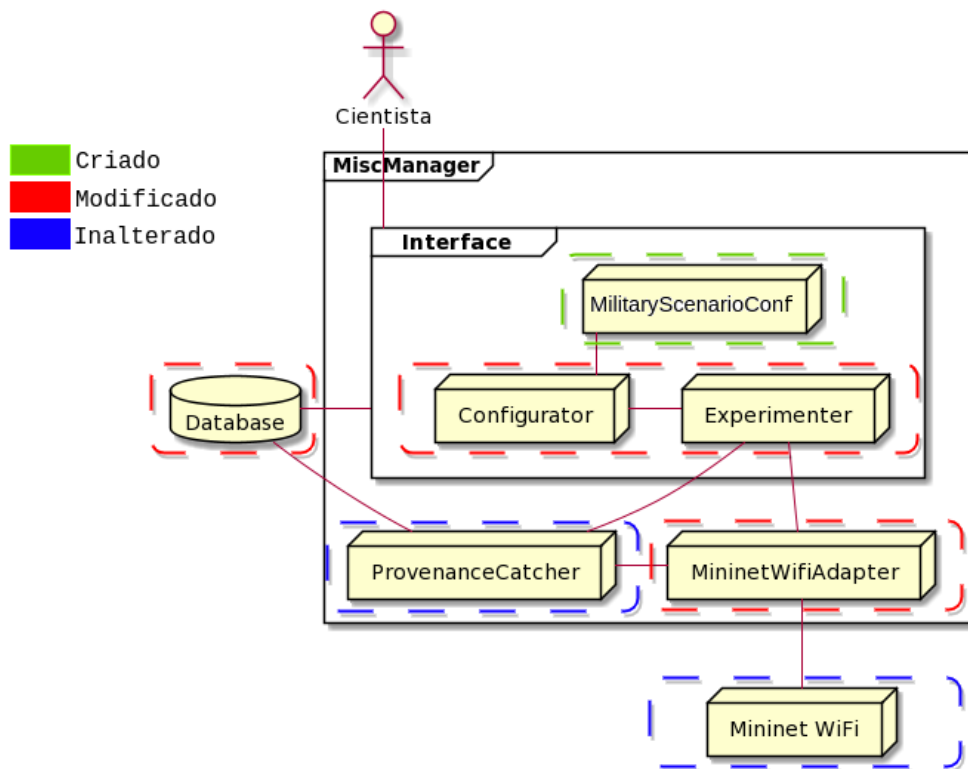 Cientista
Criado
Modificado
Inalterado
MiscManager
Interface
MilitaryScenarioConf
Configurator
Experimenter
Database
ProvenanceCatcher
MininetWifiAdapter
Mininet WiFi